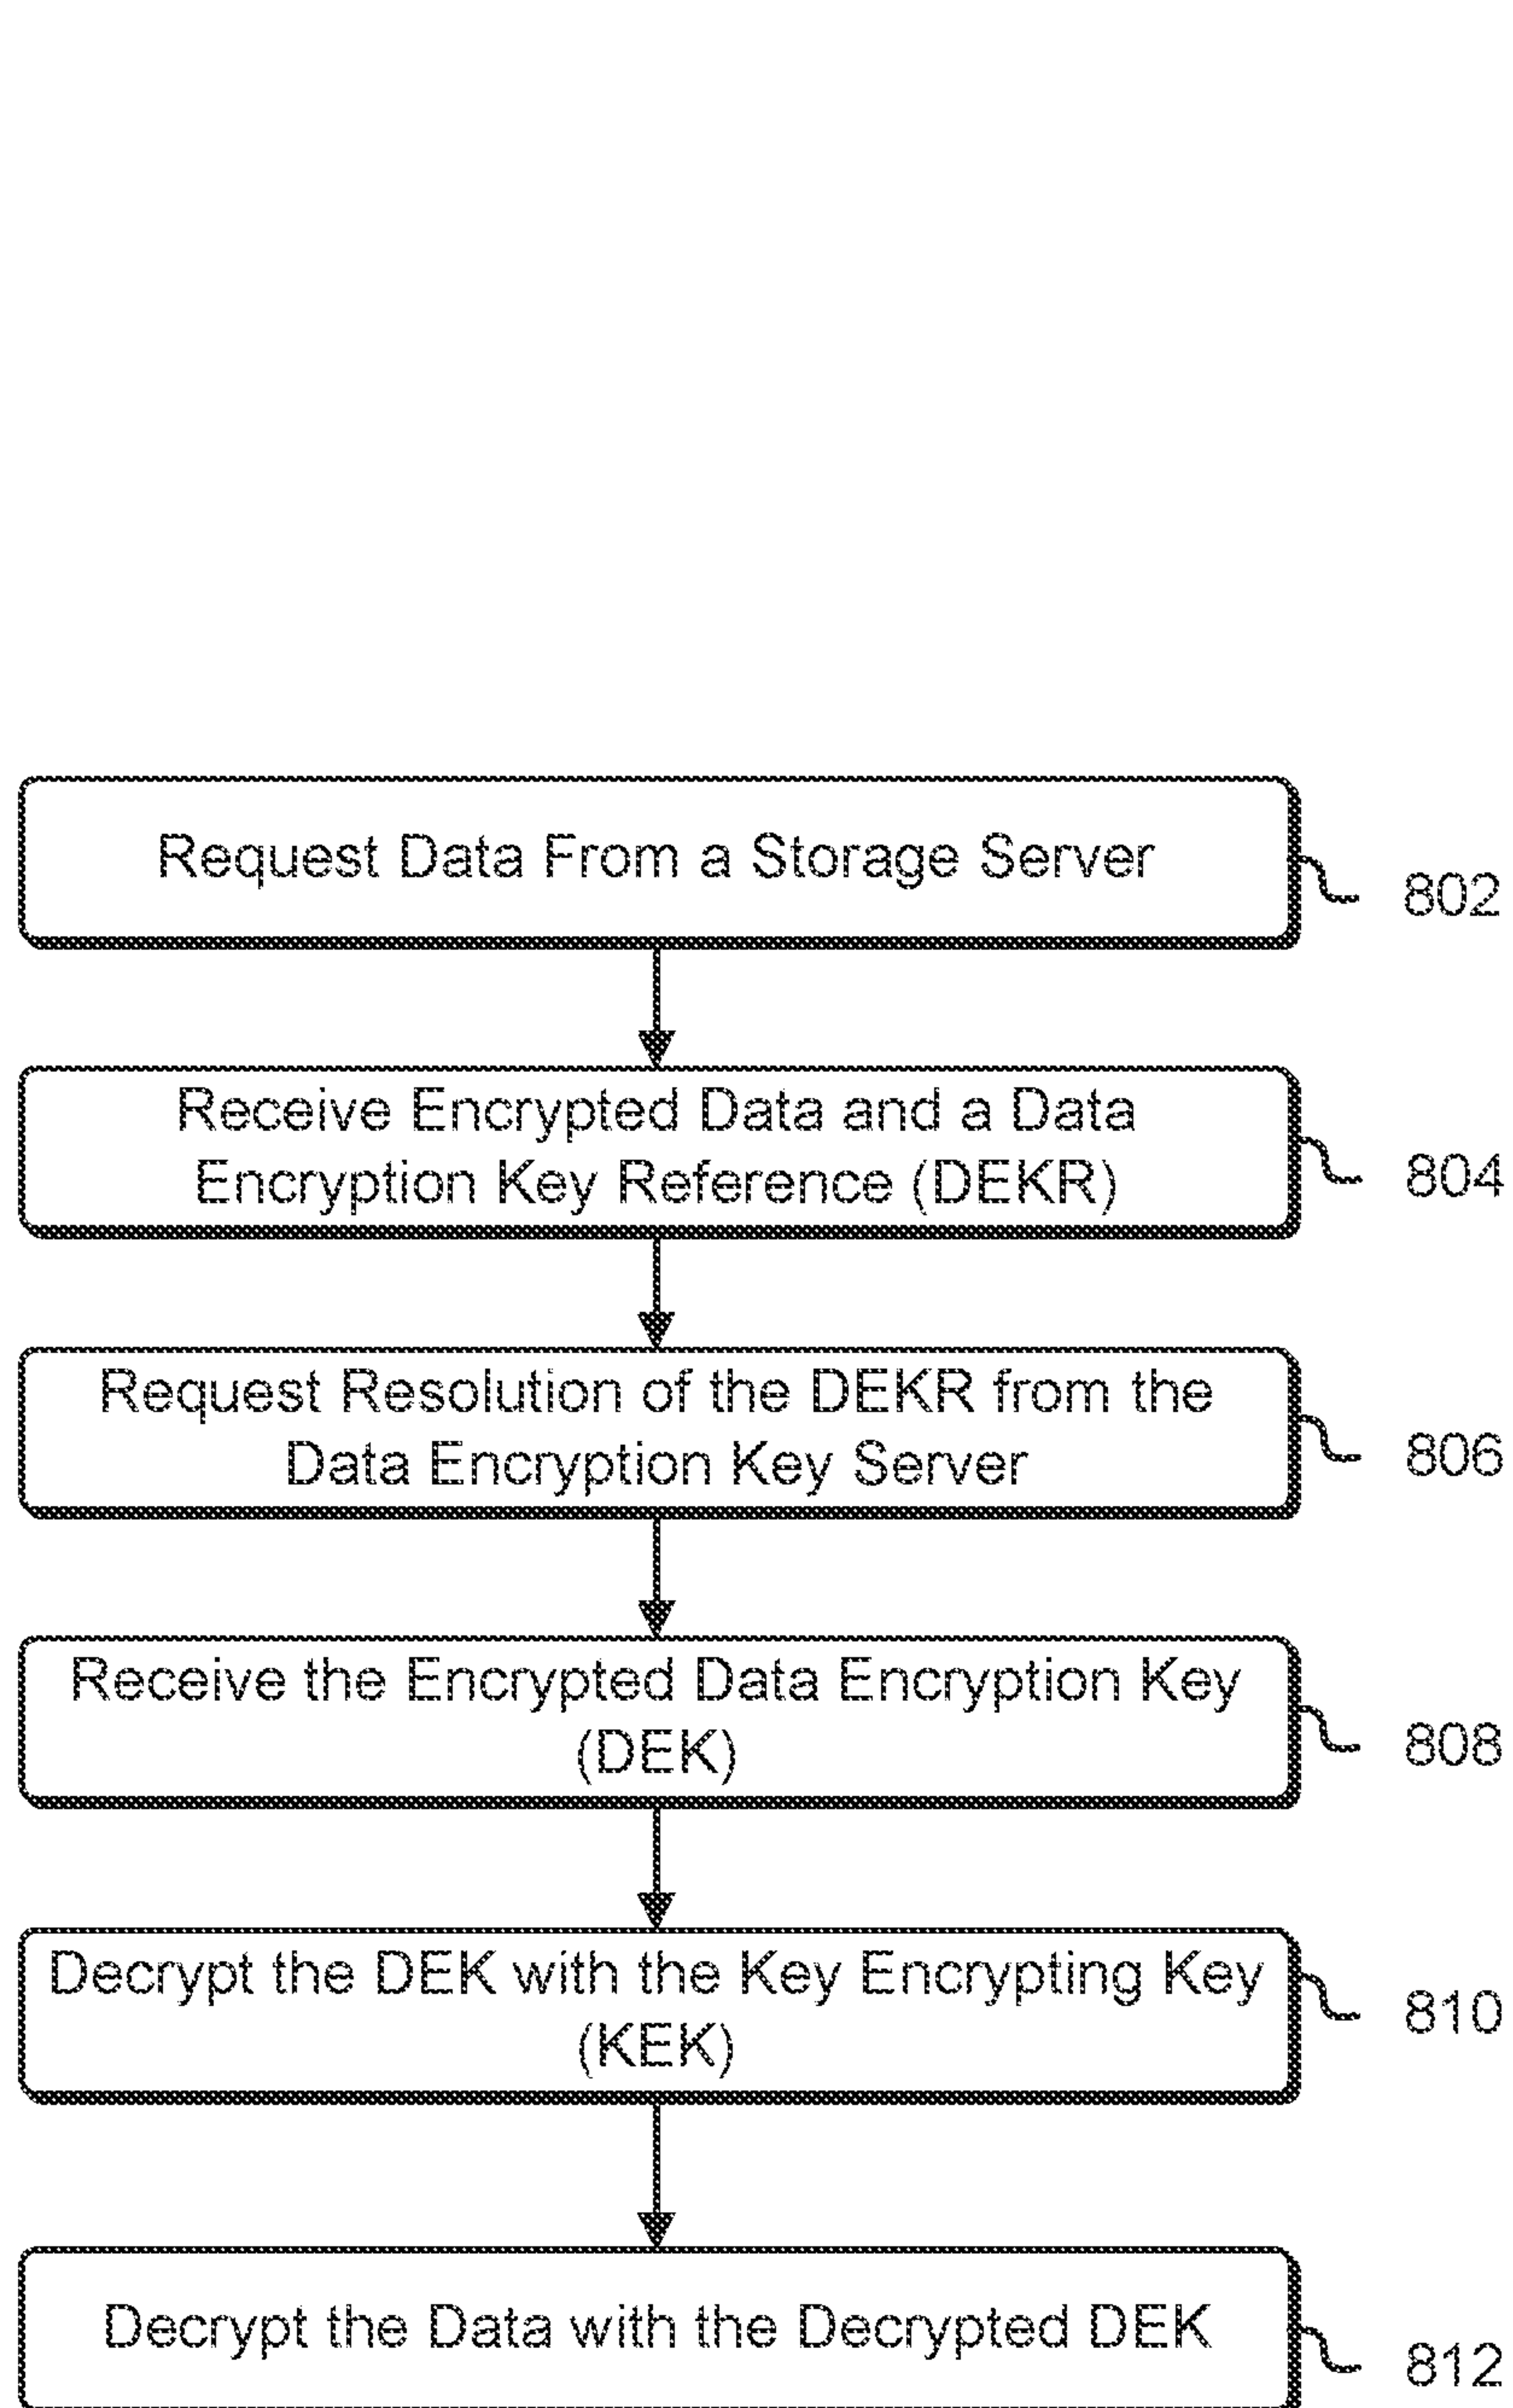 Request Data From a Storage Server
802
Receive Encrypted Data and a Data
Encryption Key Reference (DEKR)
804
Request Resolution of the DEKR from the
Data Encryption Key Server
806
Receive the Encrypted Data Encryption Key
(DEK)
808
Decrypt the DEK with the Key Encrypting Key
(KEK)
810
Decrypt the Data with the Decrypted DEK
812